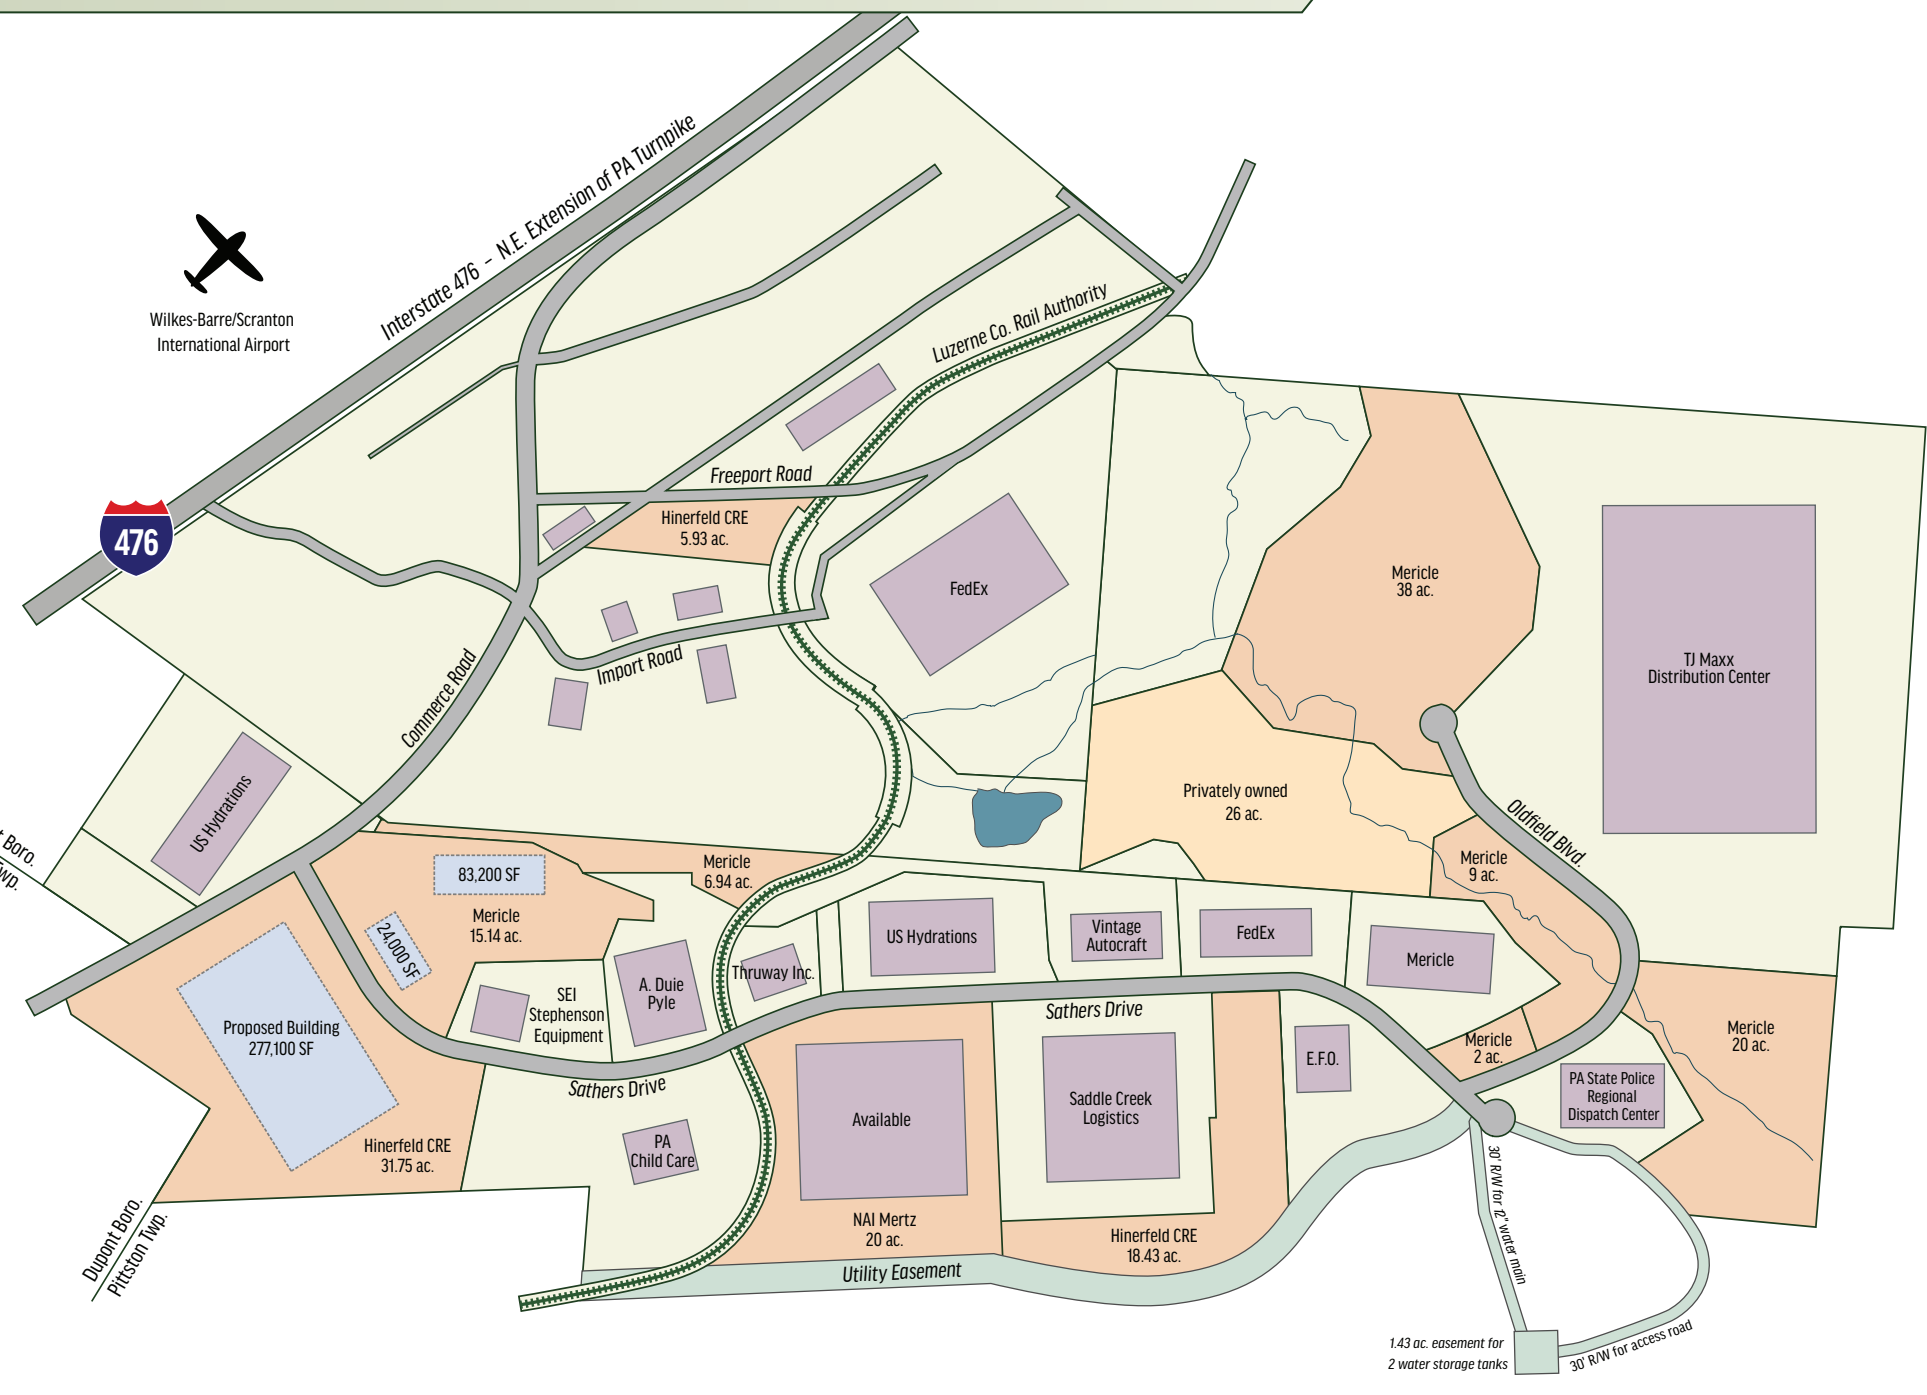 Interstate 476 - N.E. Extension of PA Turnpike
Wilkes-Barre/Scranton
International Airport
Luzerne Co. Rail Authority
476
Freeport Road
Hinerfeld CRE
5.93 ac.
FedEx
Mericle
38 ac.
TJ Maxx
Distribution Center
Import Road
Commerce Road
US Hydrations
Privately owned
26 ac.
Oldfield Blvd.
t Boro.
wp.
83,200 SF
Mericle
6.94 ac.
Mericle
9 ac.
Mericle
15.14 ac.
24,000 SF
US Hydrations
Vintage
Autocraft
FedEx
Mericle
Thruway Inc.
A. Duie
Pyle
SEI
Stephenson
Equipment
Sathers Drive
Proposed Building
277,100 SF
Mericle
2 ac.
Mericle
20 ac.
E.F.O.
PA State Police
Regional
Dispatch Center
Sathers Drive
Available
Saddle Creek
Logistics
Hinerfeld CRE
31.75 ac.
PA
Child Care
NAI Mertz
20 ac.
Hinerfeld CRE
18.43 ac.
Dupont Boro.
Pittston Twp.
Utility Easement
30' R/W for 12" water main
1.43 ac. easement for
2 water storage tanks
30' R/W for access road